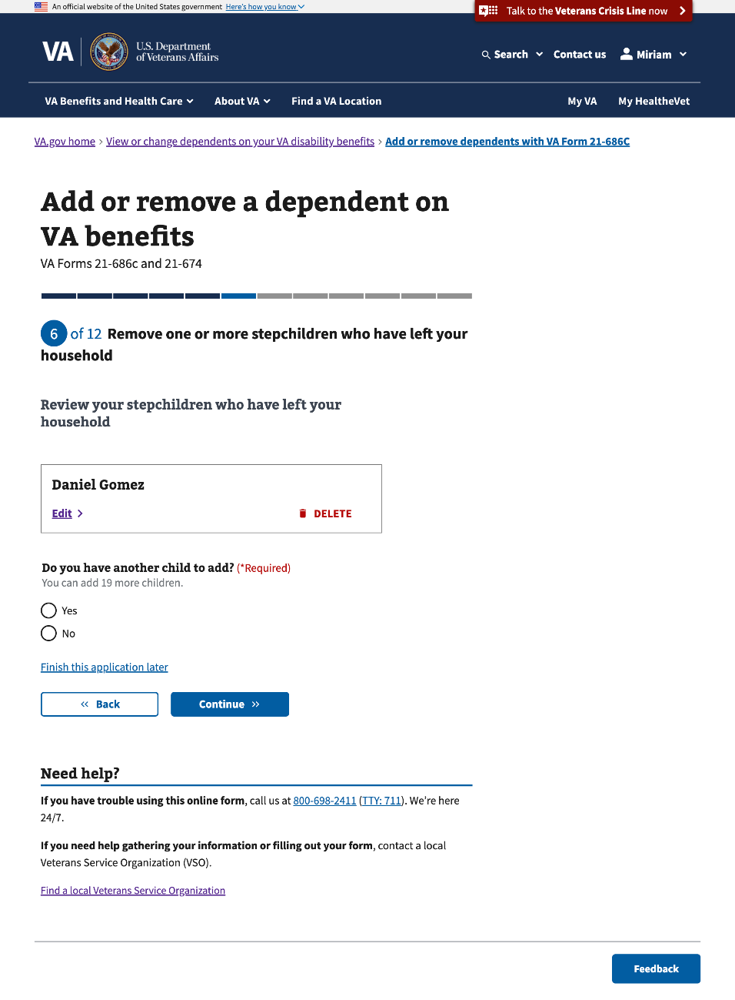 An official website of the United States government Here's how you know
Talk to the Veterans Crisis Line now
VA
U.S. Department
of Veterans Affairs
Search
Contact us
Miriam
VA Benefits and Health Care
About VA
Find a VA Location
My VA
My HealtheVet
VA.gov home › View or change dependents on your VA disability benefits › Add or remove dependents with VA Form 21-686C
Add or remove a dependent on
VA benefits
VA Forms 21-686c and 21-674
6 of 12 Remove one or more stepchildren who have left your
household
Review your stepchildren who have left your
household
Daniel Gomez
Edit
DELETE
Do you have another child to add? (*Required)
You can add 19 more children.
Yes
No
Finish this application later
« Back
Continue »
Need help?
If you have trouble using this online form, call us at 800-698-2411 (TTY: 711). We're here
24/7.
If you need help gathering your information or filling out your form, contact a local
Veterans Service Organization (VSO).
Find a local Veterans Service Organization
Feedback